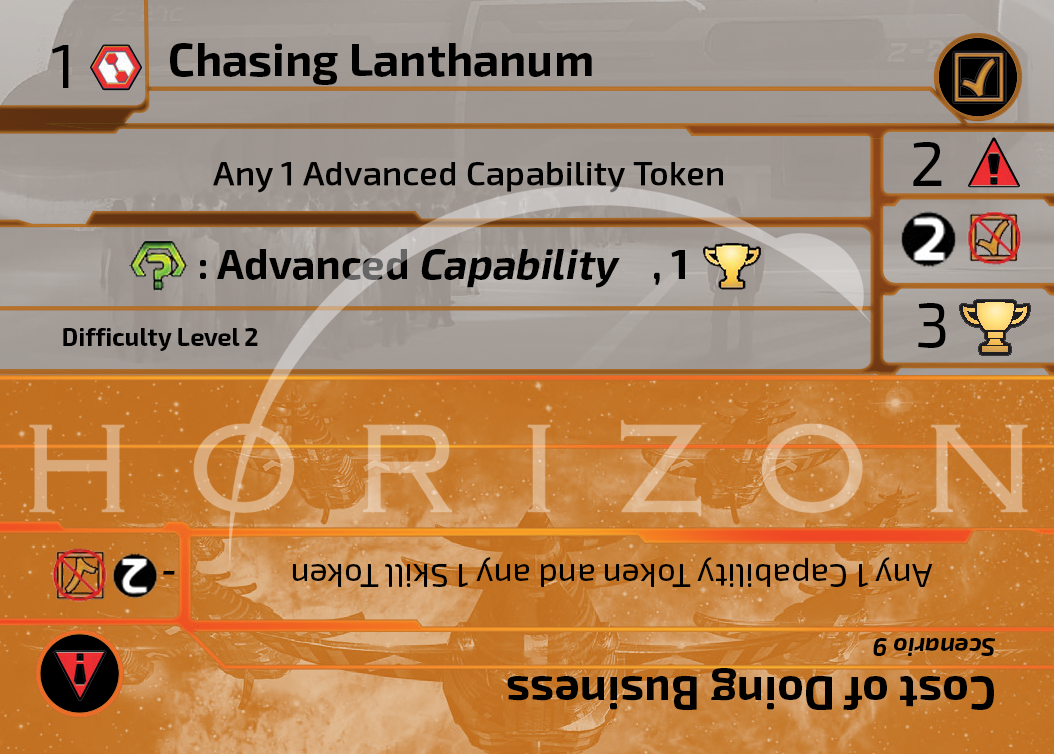 1 Chasing Lanthanum
Any 1 Advanced Capability Token
2
2
: Advanced Capability , 1
3
Difficulty Level 2
HORIZON
Cost of Doing Business
Scenario 9
Any 1 Capability Token and any 1 Skill Token
- 2